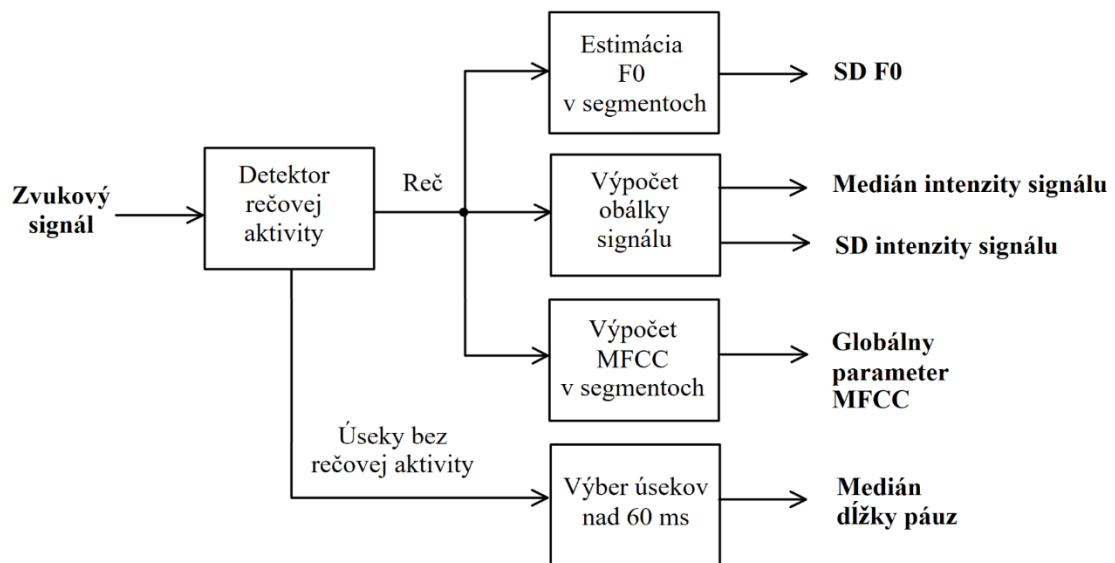 Zvukový
signál
Detektor
rečovej
aktivity
Reč
Estimácia
F0
v segmentoch
SD F0
Výpočet
obálky
signálu
Medián intenzity signálu
SD intenzity signálu
Výpočet
MFCC
v segmentoch
Globálny
parameter
MFCC
Úseky bez
rečovej aktivity
Výber úsekov
nad 60 ms
Medián
dĺžky páuz